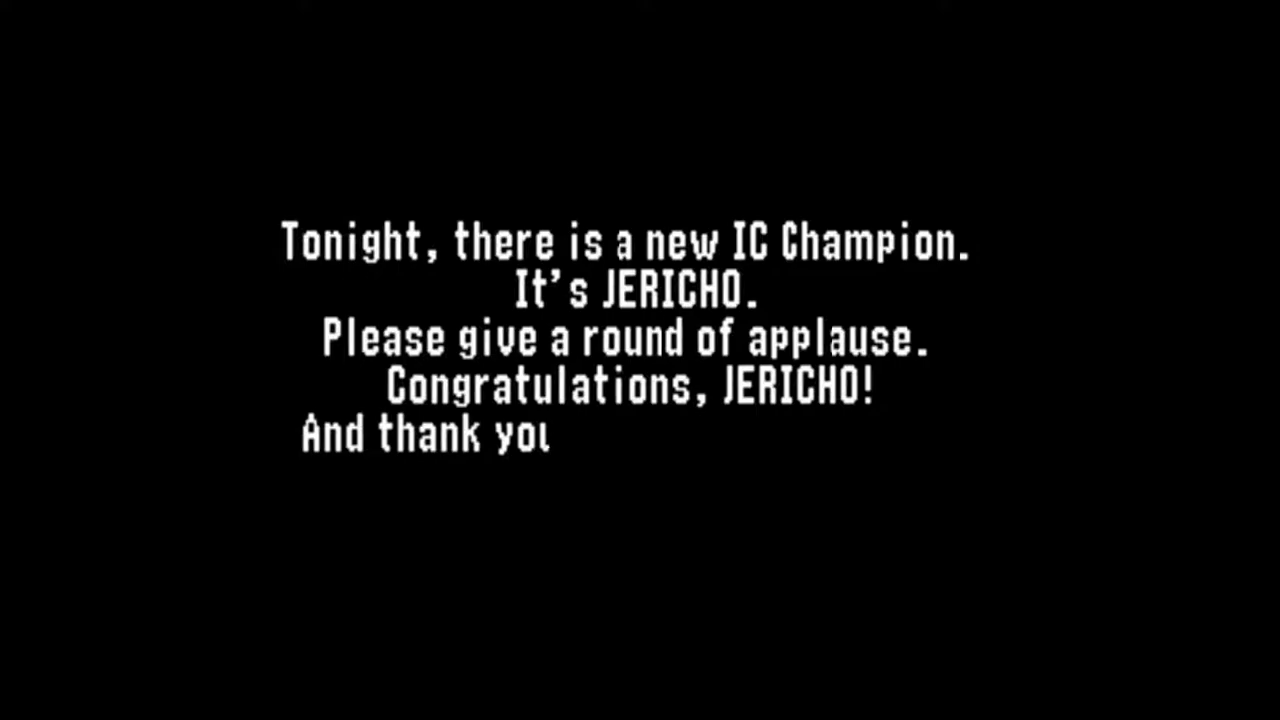 Tonight, there is a new IC Champion.
It's JERICHO.
Please give a round of applause.
Congratulations, JERICHO!
And thank you